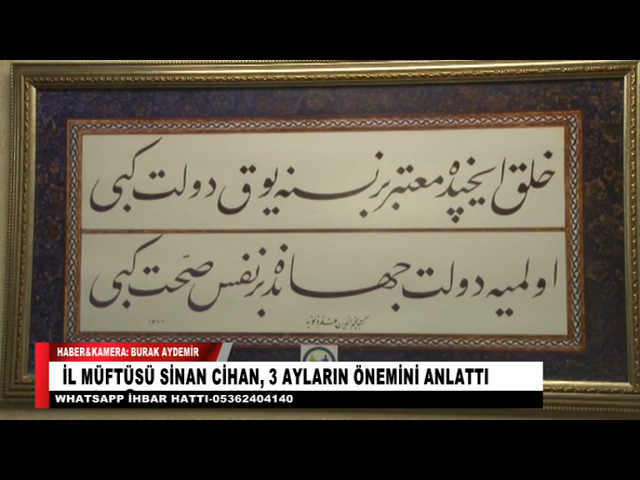 خلق ایچنده معتبر بر نسنه یوق دولت کبی
اولمیه دولت جهانده بر نفس صحّت کبی
HABER&KAMERA: BURAK AYDEMİR
İL MÜFTÜSÜ SİNAN CİHAN, 3 AYLARIN ÖNEMİNİ ANLATTI
WHATSAPP İHBAR HATTI-05362404140